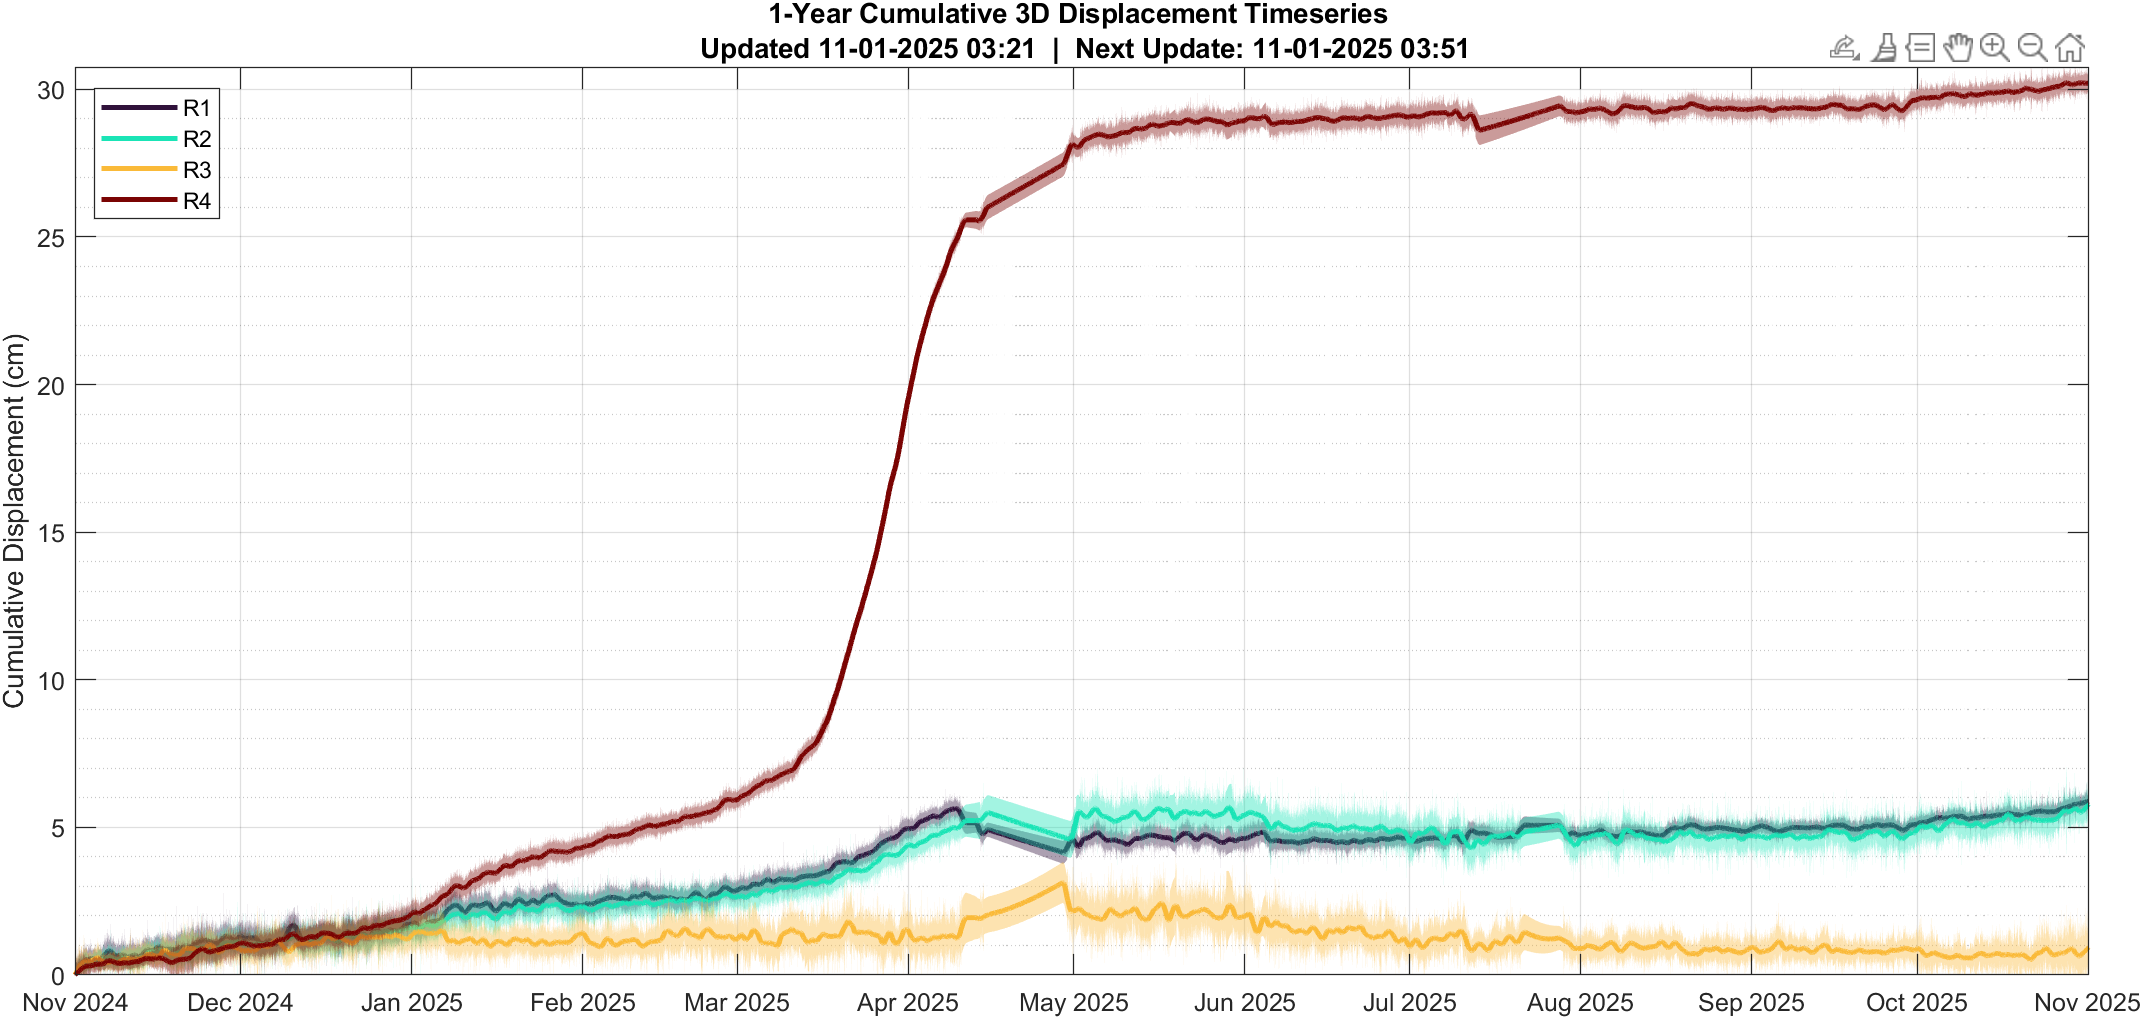 1-Year Cumulative 3D Displacement Timeseries
Updated 11-01-2025 03:21 | Next Update: 11-01-2025 03:51
R1
R2
R3
R4
Cumulative Displacement (cm)
30
25
20
15
10
5
0
Nov 2024 Dec 2024 Jan 2025 Feb 2025 Mar 2025 Apr 2025 May 2025 Jun 2025 Jul 2025 Aug 2025 Sep 2025 Oct 2025 Nov 2025